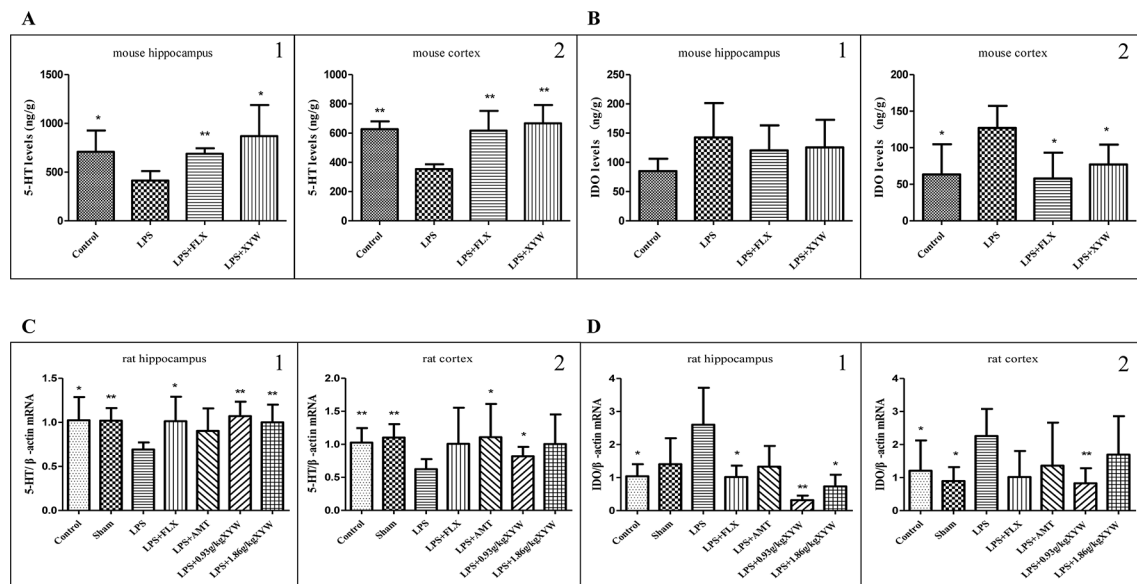 A
B
mouse hippocampus
1
5-HT levels (ng/g)
1500
1000
500
0
*
*
**
*
Control
LPS
LPS+FLX
LPS+XYW
mouse cortex
2
5-HT levels (ng/g)
1000
800
600
400
200
0
**
**
**
Control
LPS
LPS+FLX
LPS+XYW
mouse hippocampus
1
IDO levels (ng/g)
250
200
150
100
50
0
Control
LPS
LPS+FLX
LPS+XYW
mouse cortex
2
IDO levels (ng/g)
200
150
100
50
0
*
*
*
Control
LPS
LPS+FLX
LPS+XYW
C
D
rat hippocampus
1
5-HT/β -actin mRNA
1.5
1.0
0.5
0.0
*
**
*
**
**
Control
Sham
LPS
LPS+FLX
LPS+AMT
LPS+0.93g/kgXYW
LPS+1.86g/kgXYW
rat cortex
2
5-HT/β -actin mRNA
2.0
1.5
1.0
0.5
0.0
**
**
*
*
Control
Sham
LPS
LPS+FLX
LPS+AMT
LPS+0.93g/kgXYW
LPS+1.86g/kgXYW
rat hippocampus
1
IDO/β -actin mRNA
4
3
2
1
0
*
*
**
*
Control
Sham
LPS
LPS+FLX
LPS+AMT
LPS+0.93g/kgXYW
LPS+1.86g/kgXYW
rat cortex
2
IDO/β -actin mRNA
4
3
2
1
0
*
*
**
Control
Sham
LPS
LPS+FLX
LPS+AMT
LPS+0.93g/kgXYW
LPS+1.86g/kgXYW